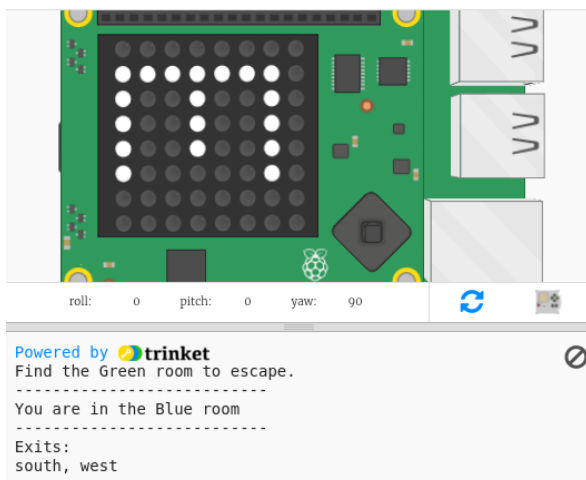 roll: 0 pitch: 0 yaw: 90
Powered by trinket
Find the Green room to escape.
---------------------------
You are in the Blue room
---------------------------
Exits:
south, west